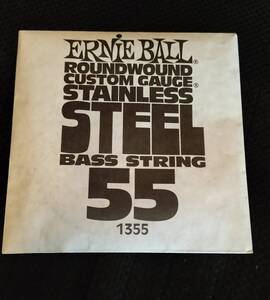 ERNIE BALL®
ROUNDWOUND
CUSTOM GAUGE®
STAINLESS
STEEL
BASS STRING
55
1355